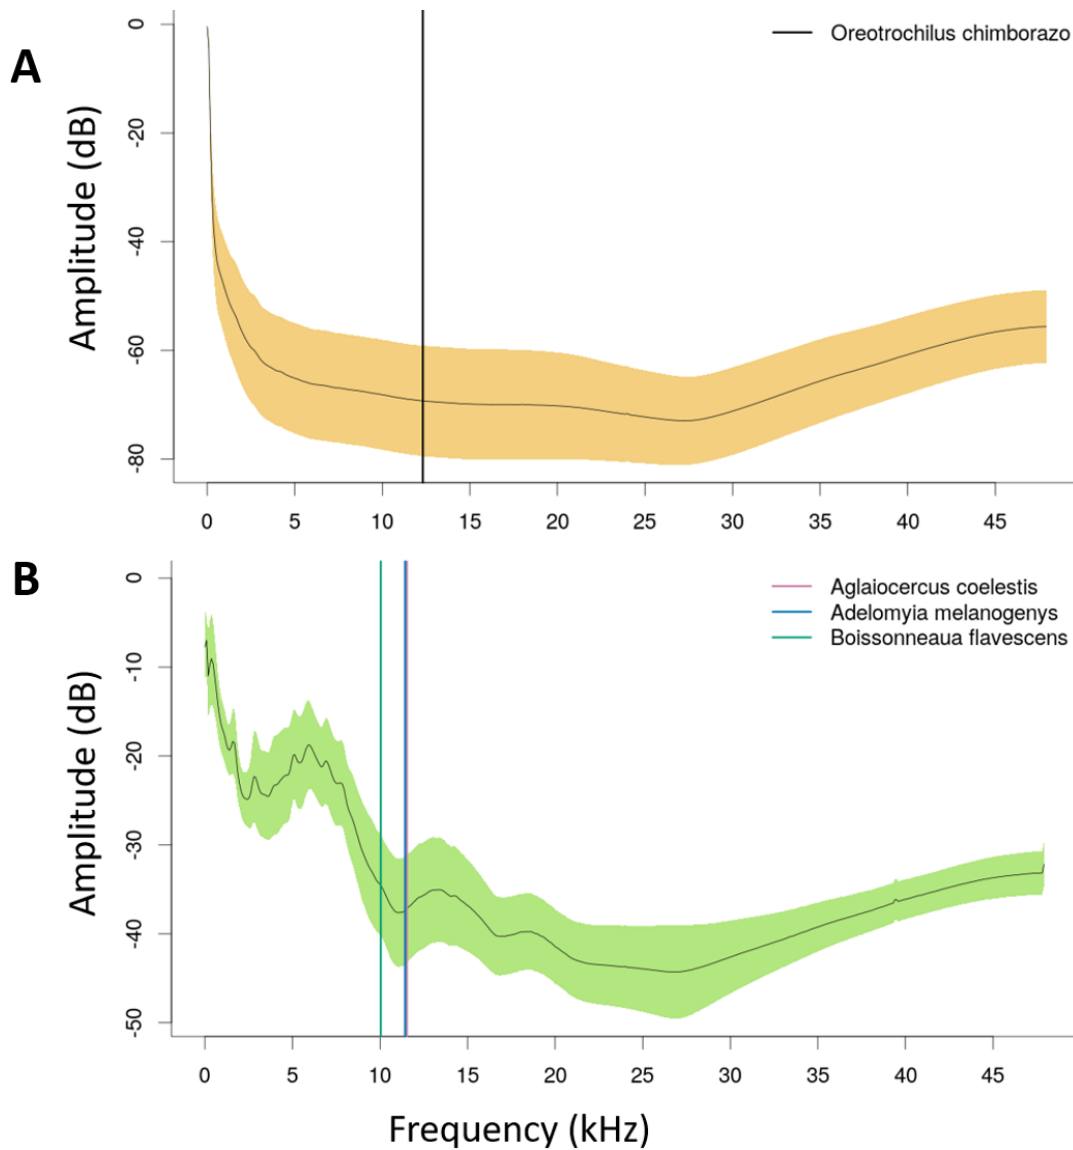 A
Amplitude (dB)
0
-20
-40
-60
-80
Oreotrochilus chimborazo
0 5 10 15 20 25 30 35 40 45
B
Amplitude (dB)
0
-10
-20
-30
-40
-50
Aglaiocercus coelestis
Adelomyia melanogenys
Boissonneaua flavescens
0 5 10 15 20 25 30 35 40 45
Frequency (kHz)